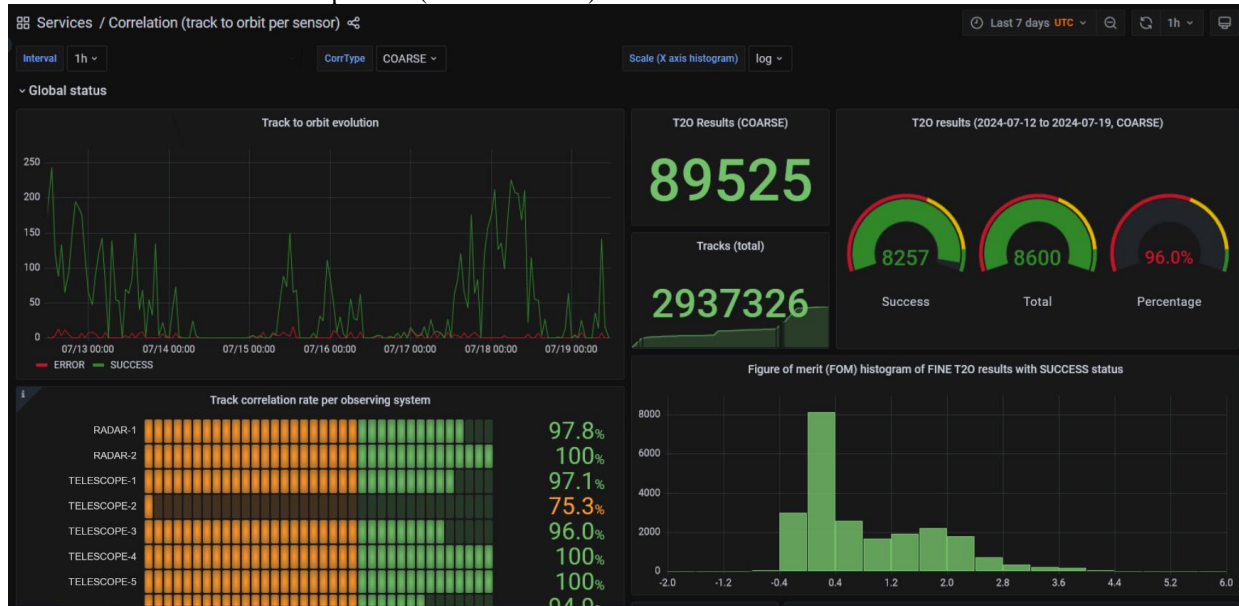 Services / Correlation (track to orbit per sensor)
Last 7 days UTC
1h
Interval 1h
CorrType COARSE
Scale (X axis histogram) log
Global status
Track to orbit evolution
250
200
150
100
50
0
07/13 00:00 07/14 00:00 07/15 00:00 07/16 00:00 07/17 00:00 07/18 00:00 07/19 00:00
ERROR SUCCESS
T2O Results (COARSE)
89525
Tracks (total)
2937326
T2O results (2024-07-12 to 2024-07-19, COARSE)
8257 8600 96.0%
Success Total Percentage
i
Track correlation rate per observing system
RADAR-1 97.8%
RADAR-2 100%
TELESCOPE-1 97.1%
TELESCOPE-2 75.3%
TELESCOPE-3 96.0%
TELESCOPE-4 100%
TELESCOPE-5 100%
Figure of merit (FOM) histogram of FINE T2O results with SUCCESS status
8000
6000
4000
2000
0
-2.0 -1.2 -0.4 0.4 1.2 2.0 2.8 3.6 4.4 5.2 6.0